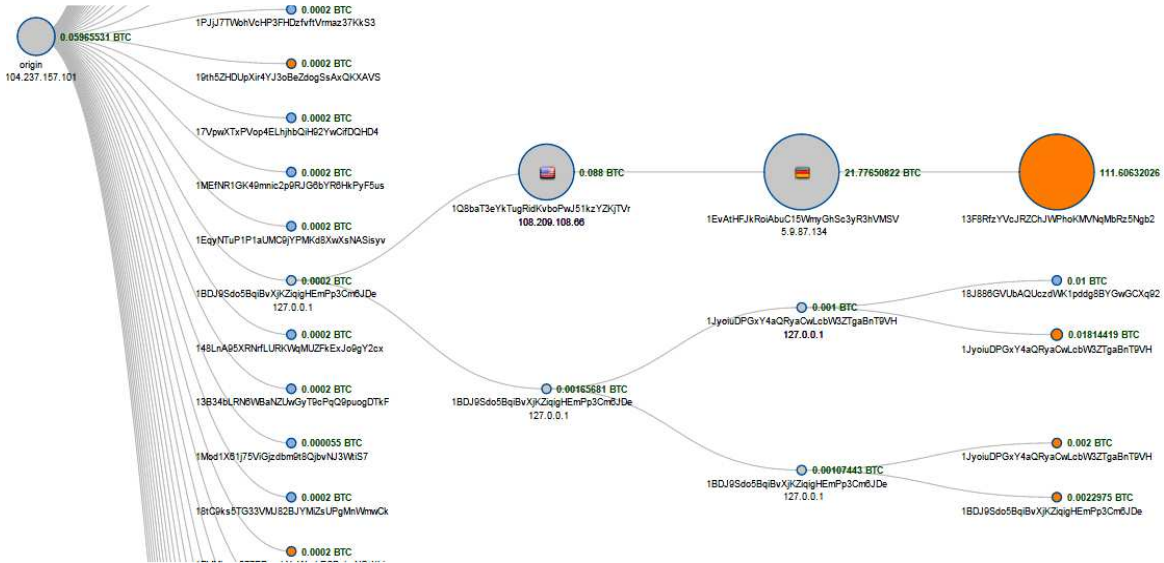 0.0002 BTC
1PJjJ7TWohVcHP3FHDzfvftVrmaz37KkS3
0.05965531 BTC
origin
104.237.157.101
0.0002 BTC
19th5ZHDUpXir4YJ3oBeZdogSsAxQKXAVS
0.0002 BTC
17VpwXTxPVop4ELhjhbQiH92YwCifDQHD4
0.0002 BTC
1MEfNR1GK49mnic2p9RJG6bYR6HkPyF5us
0.0002 BTC
1EqyNTuP1P1aUMC9jYPMKd8XwXsNASisyv
0.0002 BTC
1BDJ9Sdo5BqiBvXjKZiqigHEmPp3Cm6JDe
127.0.0.1
0.0002 BTC
148LnA95XRNrfLURKWqMUZFkExJo9gY2cx
0.0002 BTC
13B34bLRN6WBaNZUwGyT9cPqQ9puogDTkF
0.000055 BTC
1Mod1X61j75ViGjzdbm9t8QjbvNJ3WtiS7
0.0002 BTC
18tC9ks5TG33VMJ82BJYMiZsUPgMnWmwCk
0.0002 BTC
0.088 BTC
1Q8baT3eYkTugRidKvboPwJ51kzYZKjTVr
108.209.108.66
21.77650822 BTC
1EvAtHFJkRoiAbuC15WmyGhSc3yR3hVMSV
5.9.87.134
111.60632026
13F8RfzYVcJRZChJWPhoKMVNqMbRz5Ngb2
0.00165681 BTC
1BDJ9Sdo5BqiBvXjKZiqigHEmPp3Cm6JDe
127.0.0.1
0.001 BTC
1JyoiuDPGxY4aQRyaCwLcbW3ZTgaBnT9VH
127.0.0.1
0.01 BTC
18J886GVUbAQUczdWK1pddg8BYGwGCXq92
0.01814419 BTC
1JyoiuDPGxY4aQRyaCwLcbW3ZTgaBnT9VH
0.00107443 BTC
1BDJ9Sdo5BqiBvXjKZiqigHEmPp3Cm6JDe
127.0.0.1
0.002 BTC
1JyoiuDPGxY4aQRyaCwLcbW3ZTgaBnT9VH
0.0022975 BTC
1BDJ9Sdo5BqiBvXjKZiqigHEmPp3Cm6JDe